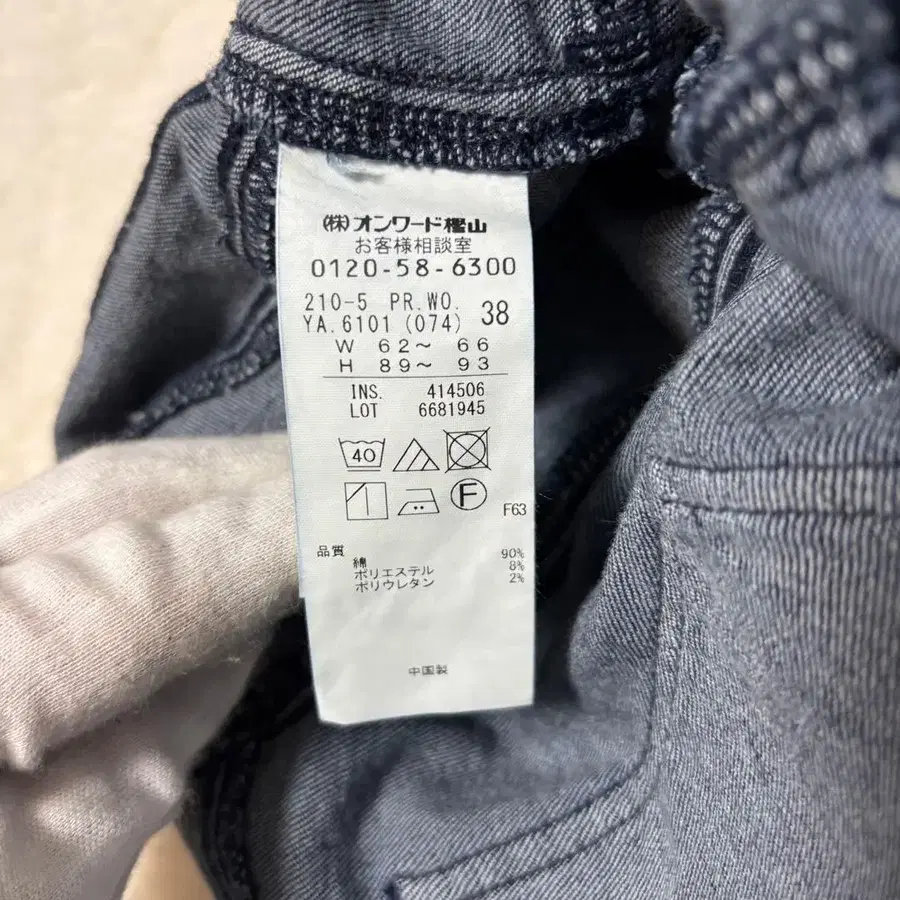 ㈱オンワード樫山
お客様相談室
0120-58-6300
210-5 PR.WO.
YA.6101(074) 38
W 62～ 66
H 89～ 93
INS. 414506
LOT 6681945
40
F
F63
品質
綿 90%
ポリエステル 8%
ポリウレタン 2%
中国製